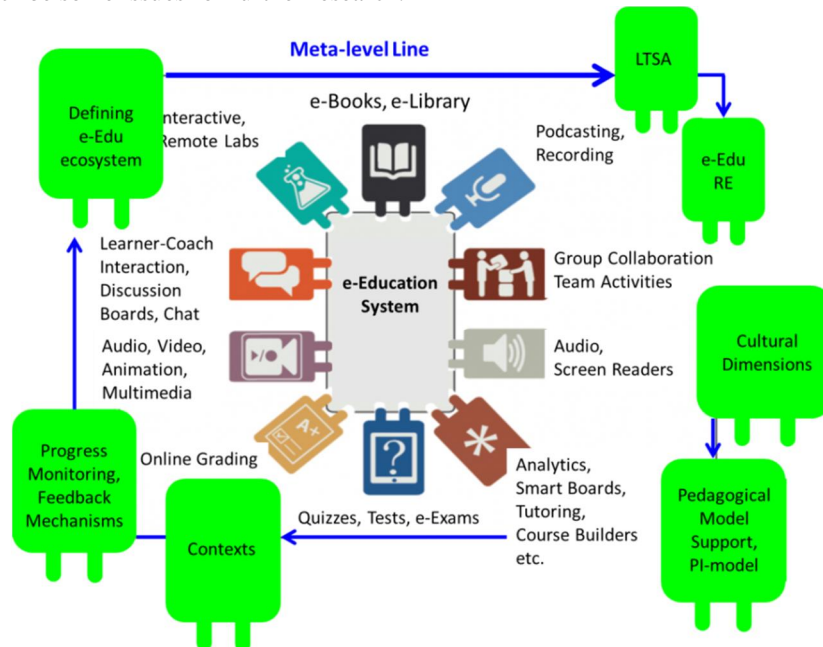 Meta-level Line
LTSA
Defining
e-Edu
ecosystem
nteractive,
Remote Labs
e-Books, e-Library
Podcasting,
Recording
e-Edu
RE
Learner-Coach
Interaction,
Discussion
Boards, Chat
e-Education
System
Group Collaboration
Team Activities
Audio, Video,
Animation,
Multimedia
Audio,
Screen Readers
Cultural
Dimensions
A+
?
*
Progress
Monitoring,
Feedback
Mechanisms
Online Grading
Contexts
Quizzes, Tests, e-Exams
Analytics,
Smart Boards,
Tutoring,
Course Builders
etc.
Pedagogical
Model
Support,
PI-model